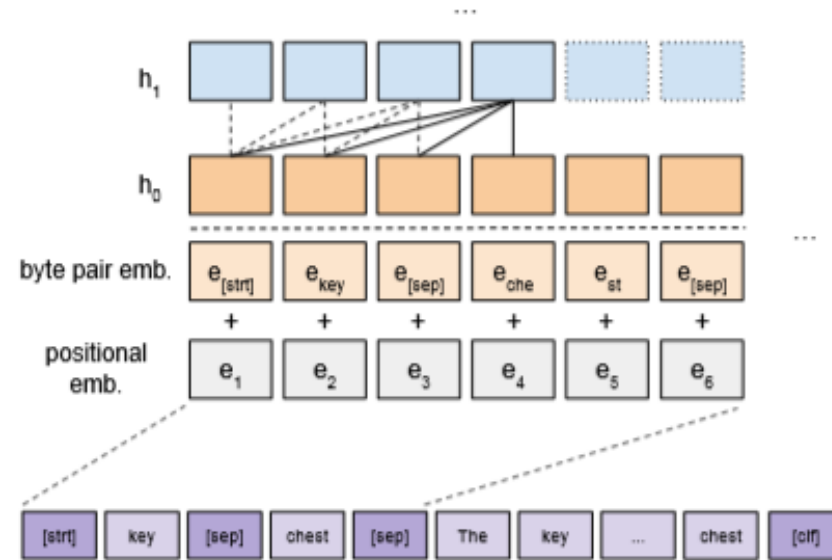 ...
h1
h0
...
byte pair emb. e[strt] ekey e[sep] eche est e[sep]
+ + + + + +
positional emb. e1 e2 e3 e4 e5 e6
[strt] key [sep] chest [sep] The key ... chest [clf]